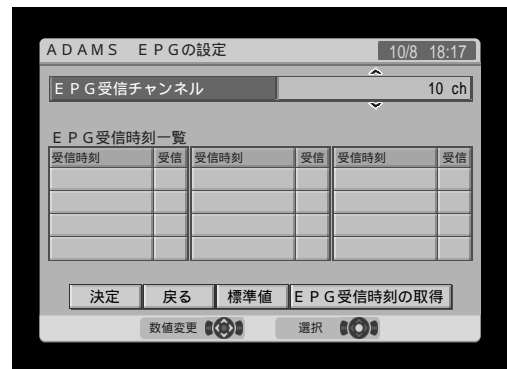 ADAMS EPGの設定 10/8 18:17
EPG受信チャンネル 10 ch
EPG受信時刻一覧
受信時刻 受信 受信時刻 受信 受信時刻 受信
決定 戻る 標準値 EPG受信時刻の取得
数値変更 選択